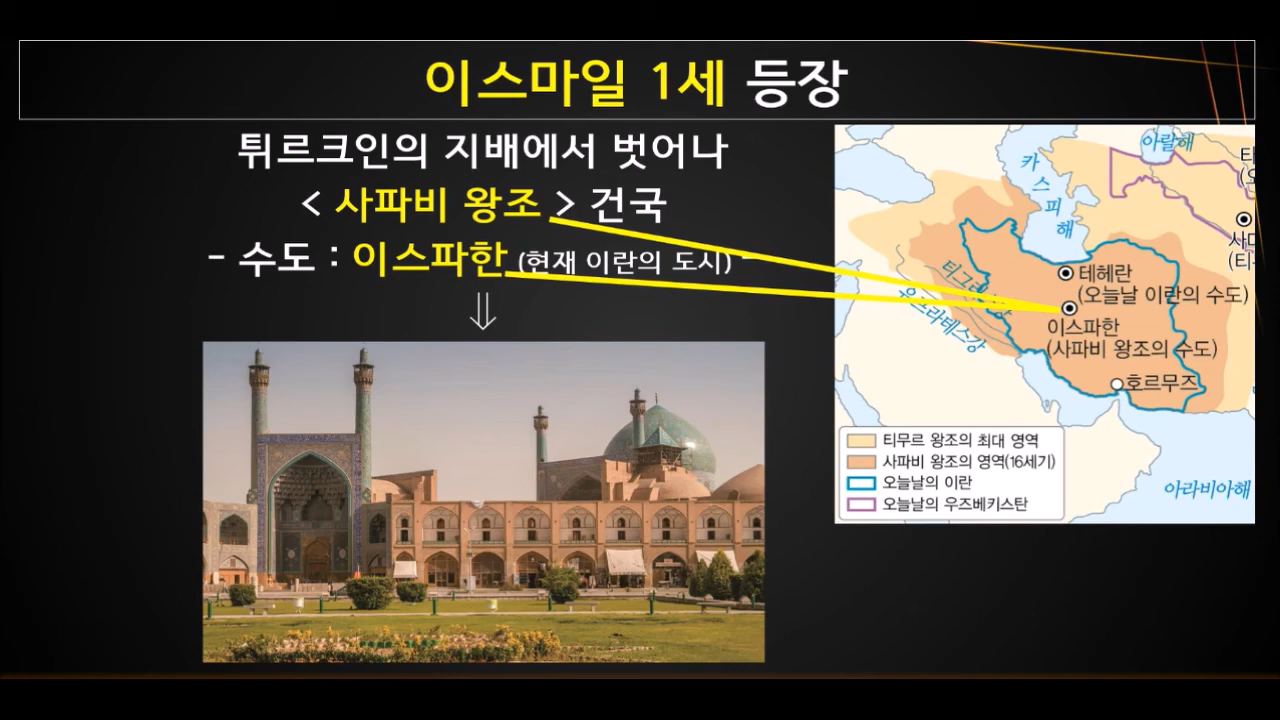 이스마일 1세 등장
튀르크인의 지배에서 벗어나
< 사파비 왕조 > 건국
- 수도 : 이스파한 (현재 이란의 도시) -
아랄해
카스피해
테헤란
(오늘날 이란의 수도)
우프라테스강
이스파한
(사파비 왕조의 수도)
호르무즈
티무르 왕조의 최대 영역
사파비 왕조의 영역(16세기)
오늘날의 이란
오늘날의 우즈베키스탄
아라비아해